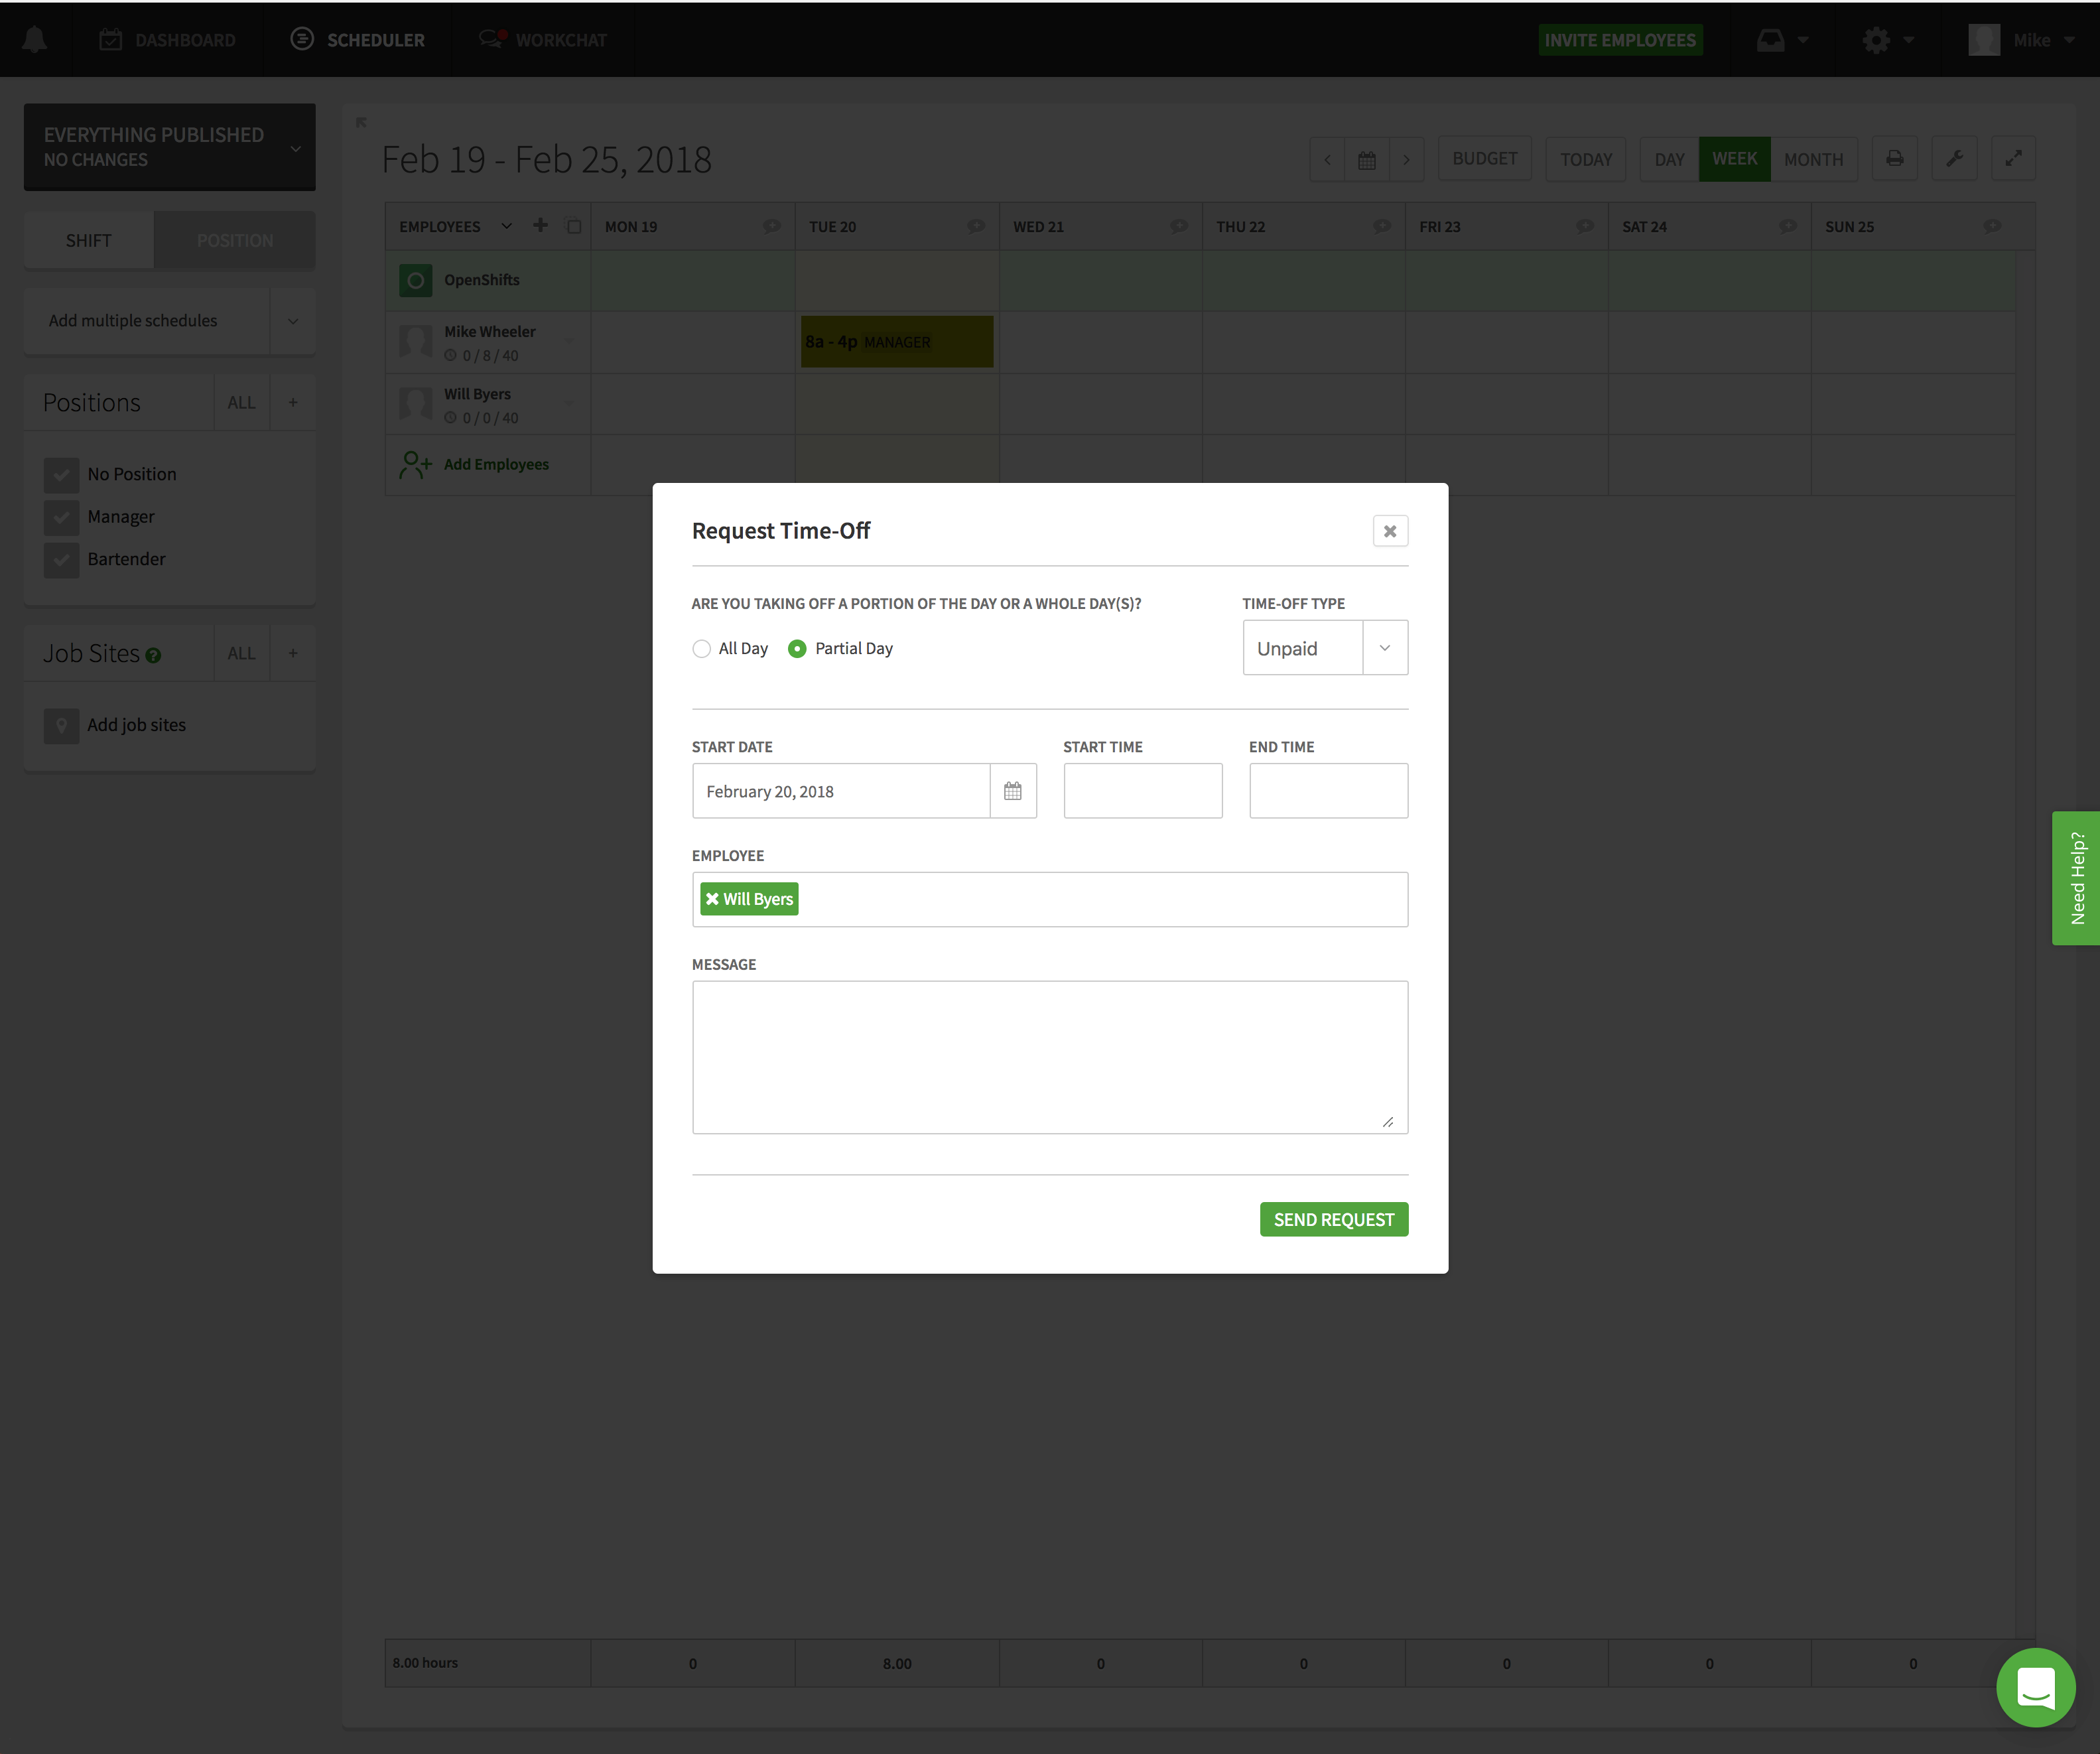 DASHBOARD
SCHEDULER
WORKCHAT
INVITE EMPLOYEES
Mike
EVERYTHING PUBLISHED
NO CHANGES
SHIFT
POSITION
Add multiple schedules
Positions
ALL
+
No Position
Manager
Bartender
Job Sites ?
ALL
+
Add job sites
Feb 19 - Feb 25, 2018
BUDGET
TODAY
DAY
WEEK
MONTH
EMPLOYEES
MON 19
TUE 20
WED 21
THU 22
FRI 23
SAT 24
SUN 25
OpenShifts
Mike Wheeler
0 / 8 / 40
8a - 4p MANAGER
Will Byers
0 / 0 / 40
Add Employees
Request Time-Off
ARE YOU TAKING OFF A PORTION OF THE DAY OR A WHOLE DAY(S)?
All Day
Partial Day
TIME-OFF TYPE
Unpaid
START DATE
February 20, 2018
START TIME
END TIME
EMPLOYEE
Will Byers
MESSAGE
SEND REQUEST
Need Help?
8.00 hours
0
8.00
0
0
0
0
0